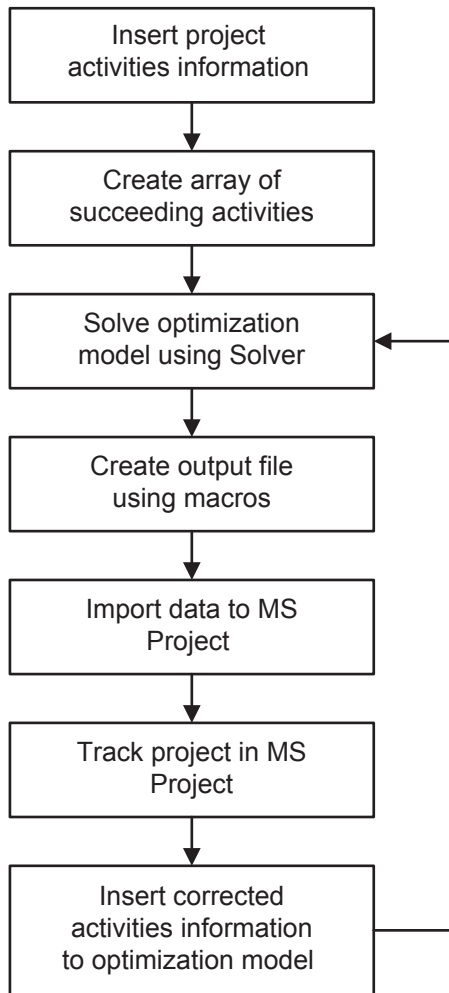 Insert project
activities information
Create array of
succeeding activities
Solve optimization
model using Solver
Create output file
using macros
Import data to MS
Project
Track project in MS
Project
Insert corrected
activities information
to optimization model